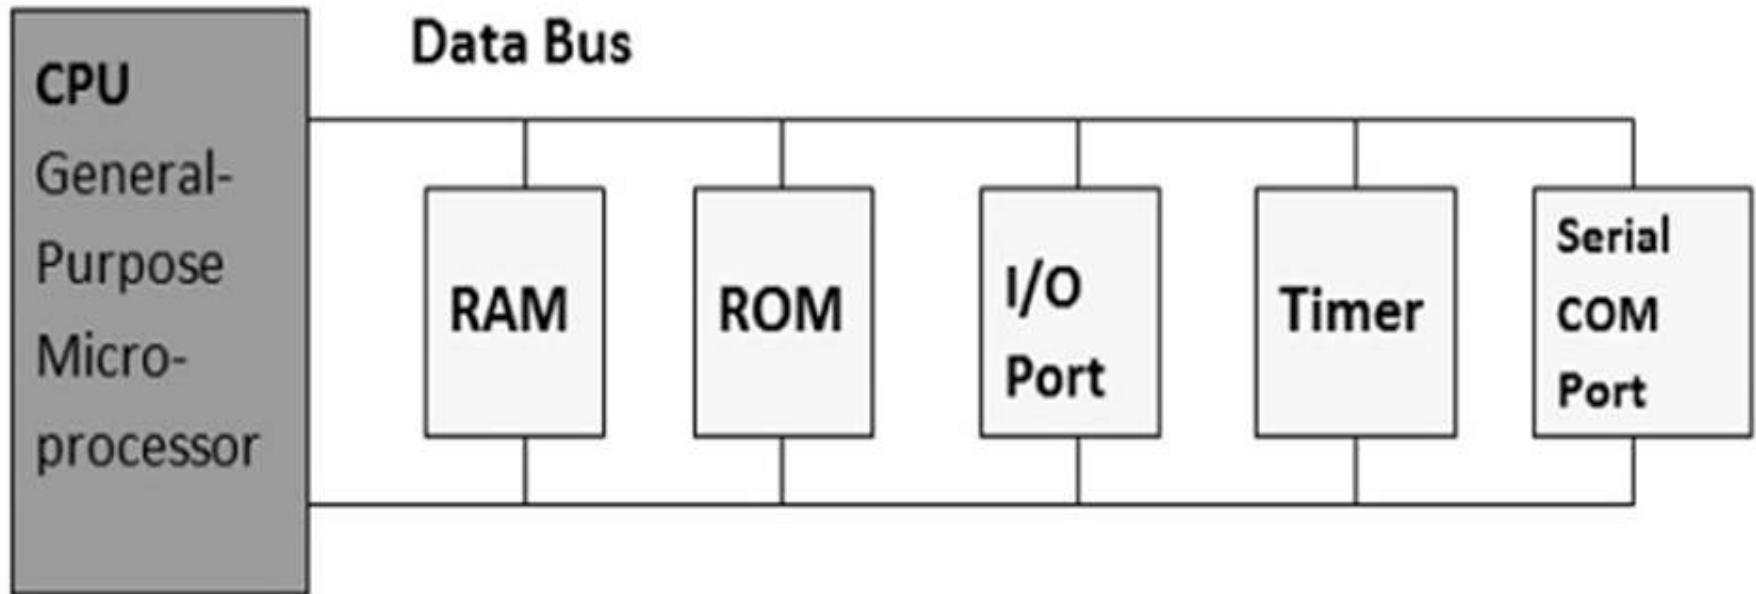 Data Bus
CPU
General-
Purpose
Micro-
processor
RAM
ROM
I/O
Port
Timer
Serial
COM
Port